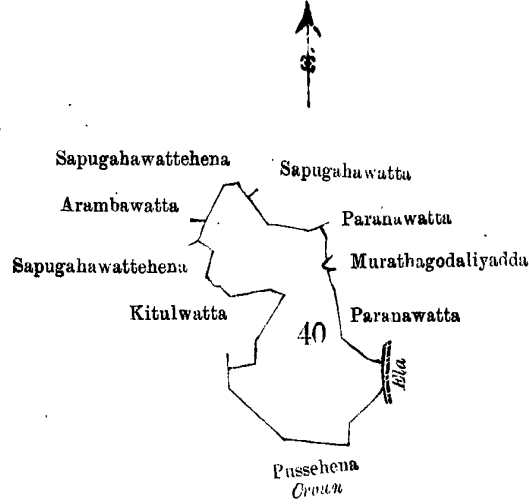 Sapugahawattehena
Sapugahawatta
Arambawatta
Paranawatta
Sapugahawattehena
Murathagodaliyadda
Kitulwatta
Paranawatta
40
Ela
Pussehena
Crown